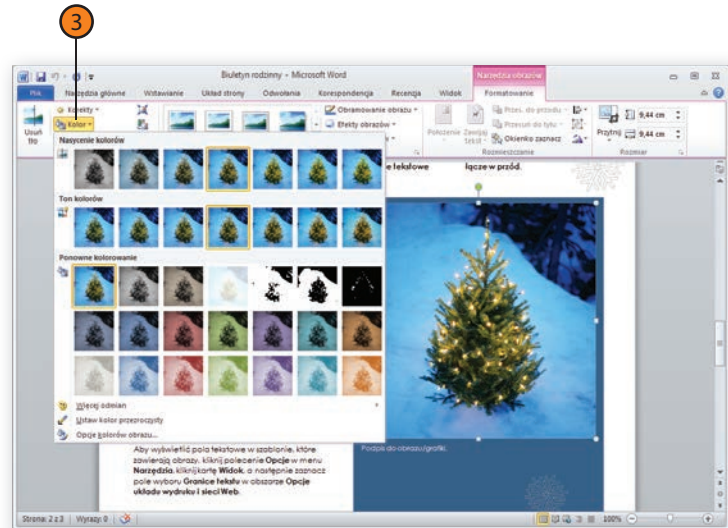 3
Biuletyn rodzinny - Microsoft Word
Narzędzia obrazów
Plik Narzędzia główne Wstawianie Układ strony Odwołania Korespondencja Recenzja Widok Formatowanie
Usuń tło
Korekty
Kolor
Obramowanie obrazu
Efekty obrazów
Położenie
Zawijaj tekst
Przes. do przodu
Przesuń do tyłu
Okienko zaznacz
Rozmieszczanie
Przytnij
9,44 cm
9,44 cm
Rozmiar
Nasycenie kolorów
Ton kolorów
Ponowne kolorowanie
Więcej odmian
Ustaw kolor przezroczysty
Opcje kolorów obrazu...
e tekstowe
łącze w przód.
Aby wyświetlić pola tekstowe w szablonie, które
zawierają obrazy, kliknij polecenie Opcje w menu
Narzędzia, kliknij kartę Widok, a następnie zaznacz
pole wyboru Granice tekstu w obszarze Opcje
układu wydruku i sieci Web.
Podpis do obrazu/grafiki.
Strona: 2 z 3 Wyrazy: 0 100%